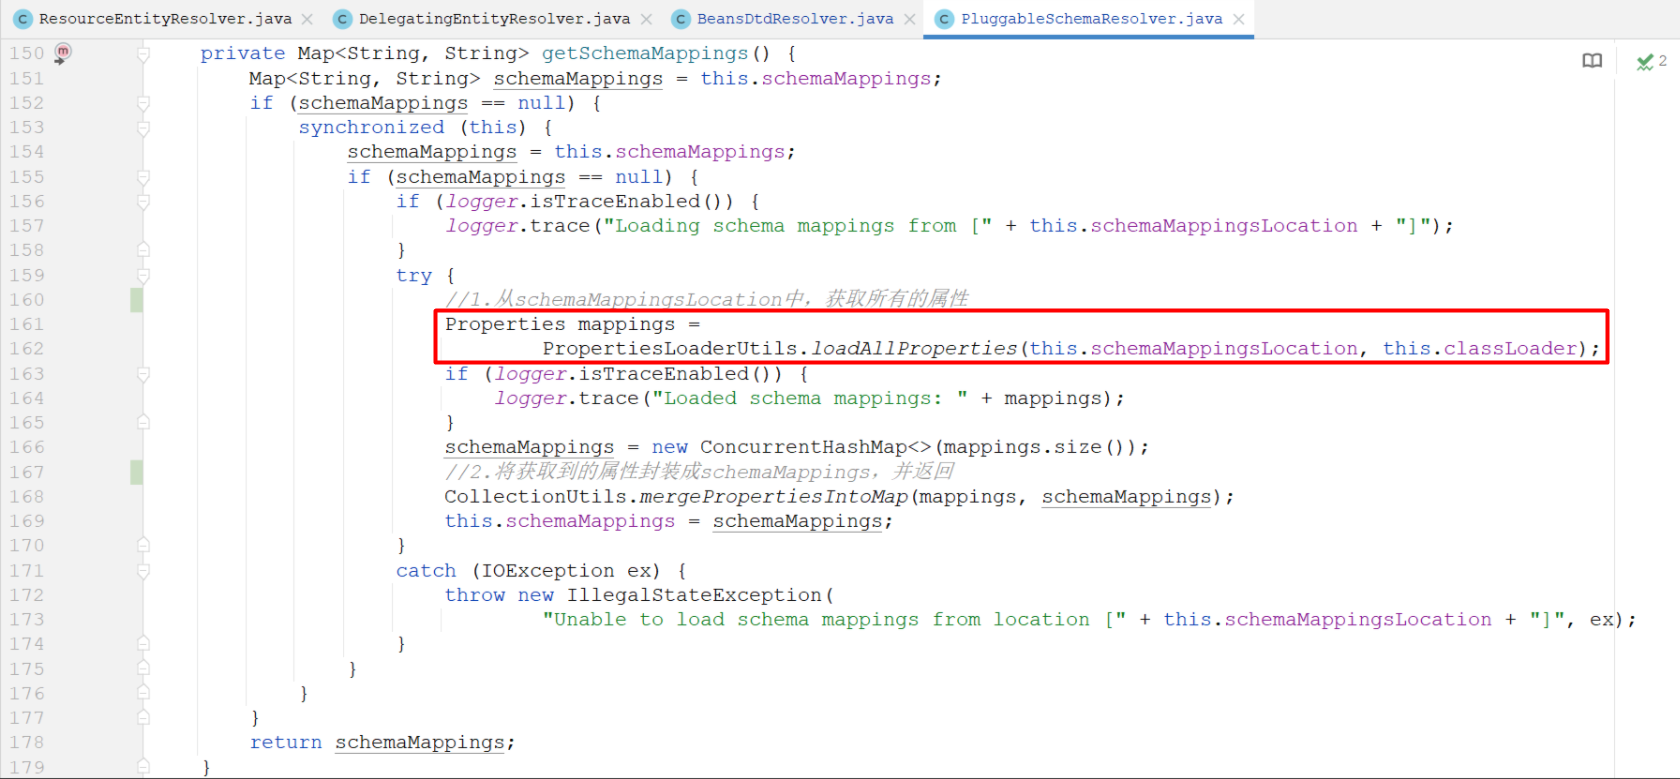 ResourceEntityResolver.java DelegatingEntityResolver.java BeansDtdResolver.java PluggableSchemaResolver.java
150 private Map<String, String> getSchemaMappings() { 2
151 Map<String, String> schemaMappings = this.schemaMappings;
152 if (schemaMappings == null) {
153 synchronized (this) {
154 schemaMappings = this.schemaMappings;
155 if (schemaMappings == null) {
156 if (logger.isTraceEnabled()) {
157 logger.trace("Loading schema mappings from [" + this.schemaMappingsLocation + "]");
158 }
159 try {
160 //1.从schemaMappingsLocation中，获取所有的属性
161 Properties mappings =
162 PropertiesLoaderUtils.loadAllProperties(this.schemaMappingsLocation, this.classLoader);
163 if (logger.isTraceEnabled()) {
164 logger.trace("Loaded schema mappings: " + mappings);
165 }
166 schemaMappings = new ConcurrentHashMap<>(mappings.size());
167 //2.将获取到的属性封装成schemaMappings，并返回
168 CollectionUtils.mergePropertiesIntoMap(mappings, schemaMappings);
169 this.schemaMappings = schemaMappings;
170 }
171 catch (IOException ex) {
172 throw new IllegalStateException(
173 "Unable to load schema mappings from location [" + this.schemaMappingsLocation + "]", ex);
174 }
175 }
176 }
177 }
178 return schemaMappings;
179 }